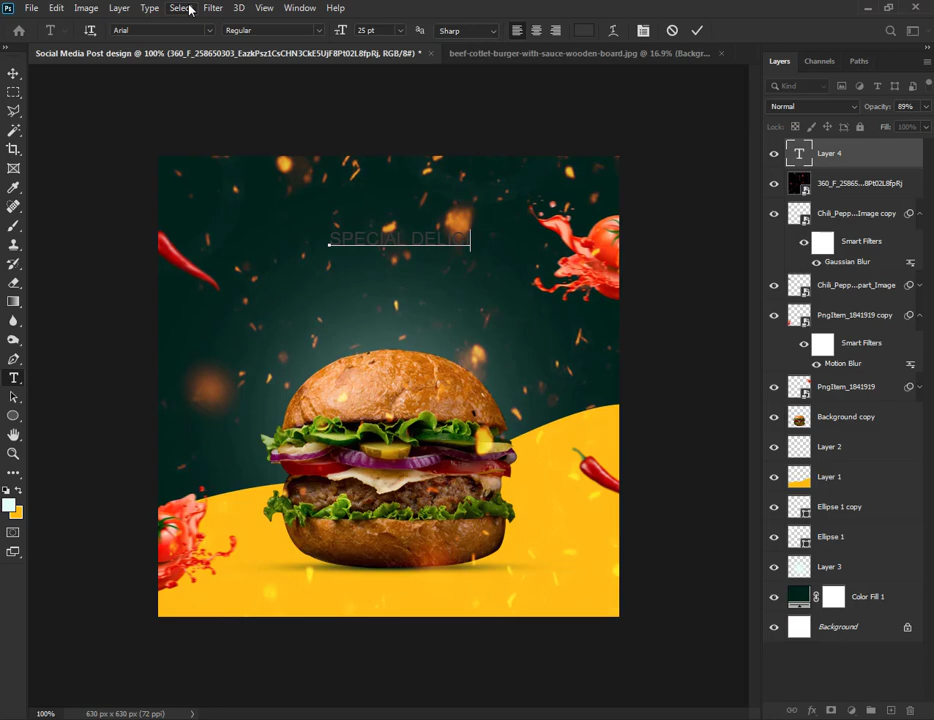 Ps File Edit Image Layer Type Select Filter 3D View Window Help
Arial Regular 25 pt Sharp
Social Media Post design @ 100% (360_F_258650303_EazkPsz1CsCHN3CkE5UjF8Pt02L8fpRj, RGB/8#) * × beef-cotlet-burger-with-sauce-wooden-board.jpg @ 16.9% (Backgr... ×
Layers Channels Paths
Kind
Normal Opacity: 89%
Lock: Fill: 100%
Layer 4
360_F_25865...8Pt02L8fpRj
Chili_Pepp...Image copy
Smart Filters
Gaussian Blur
Chili_Pepp...part_Image
PngItem_1841919 copy
Smart Filters
Motion Blur
PngItem_1841919
Background copy
Layer 2
Layer 1
Ellipse 1 copy
Ellipse 1
Layer 3
Color Fill 1
Background
SPECIAL DELICI
100% 630 px x 630 px (72 ppi)